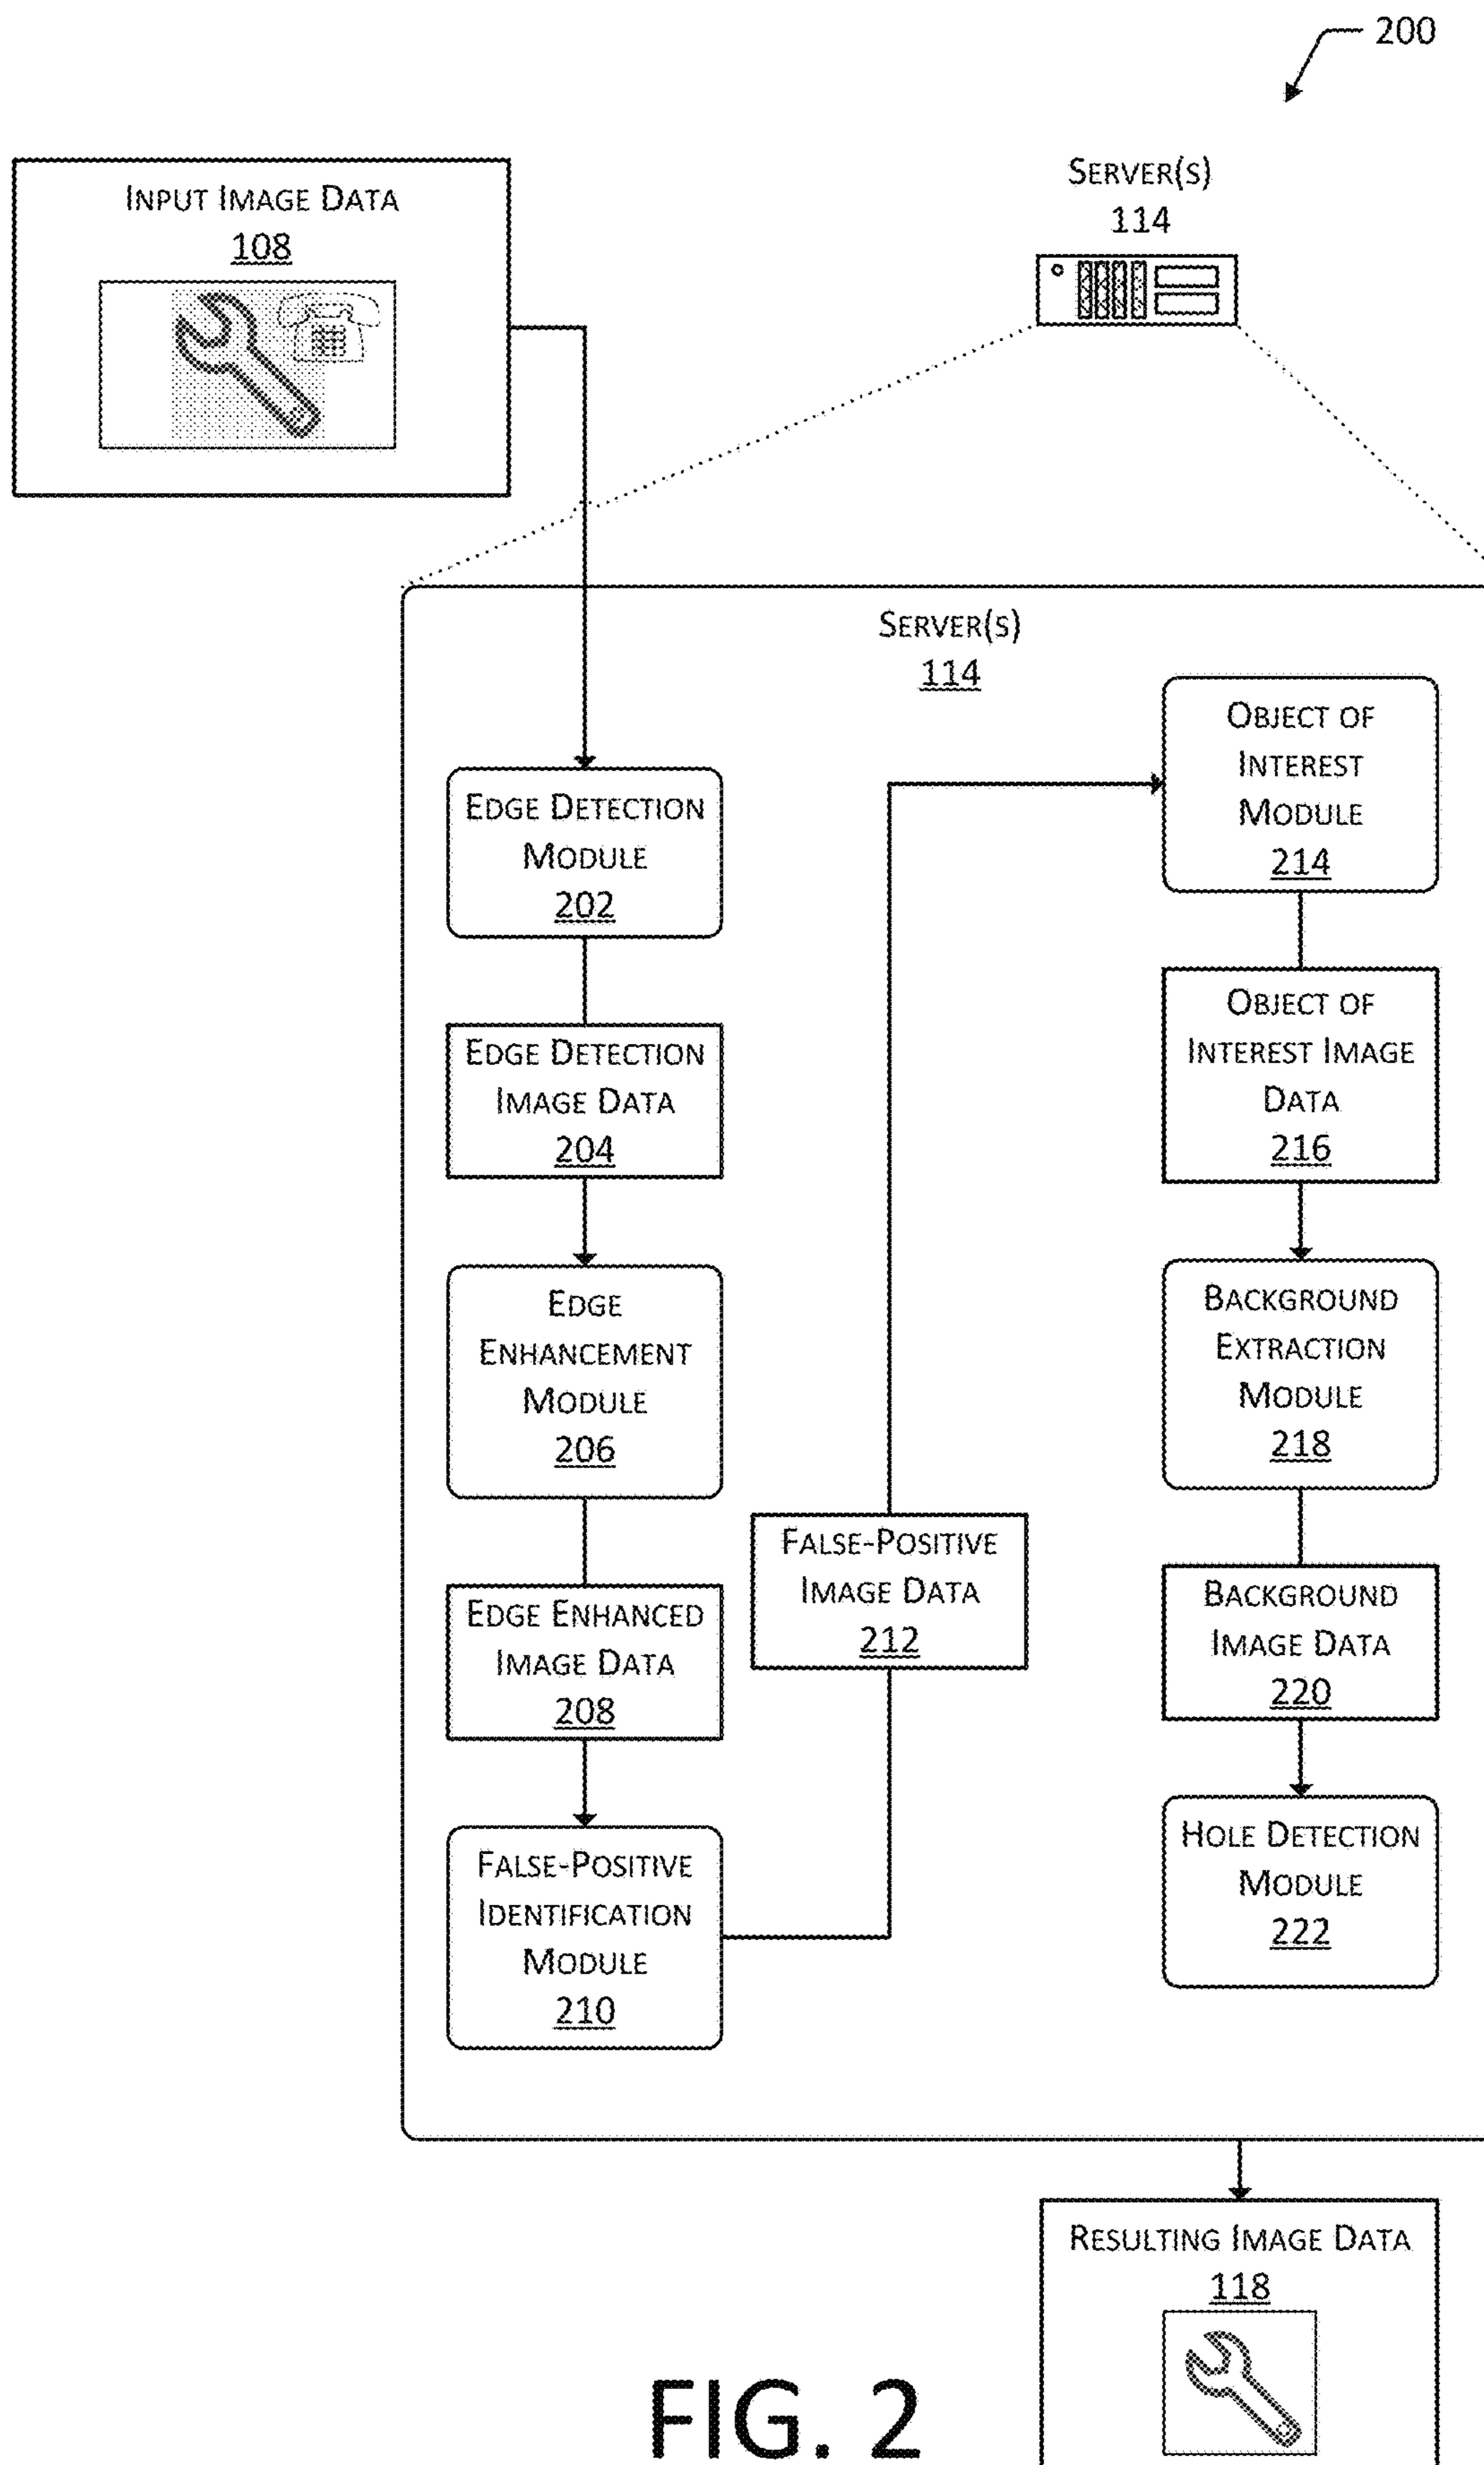 200
SERVER(S)
114
INPUT IMAGE DATA
108
SERVER(S)
114
EDGE DETECTION
MODULE
202
EDGE DETECTION
IMAGE DATA
204
EDGE
ENHANCEMENT
MODULE
206
EDGE ENHANCED
IMAGE DATA
208
FALSE-POSITIVE
IDENTIFICATION
MODULE
210
FALSE-POSITIVE
IMAGE DATA
212
OBJECT OF
INTEREST
MODULE
214
OBJECT OF
INTEREST IMAGE
DATA
216
BACKGROUND
EXTRACTION
MODULE
218
BACKGROUND
IMAGE DATA
220
HOLE DETECTION
MODULE
222
RESULTING IMAGE DATA
118
FIG. 2